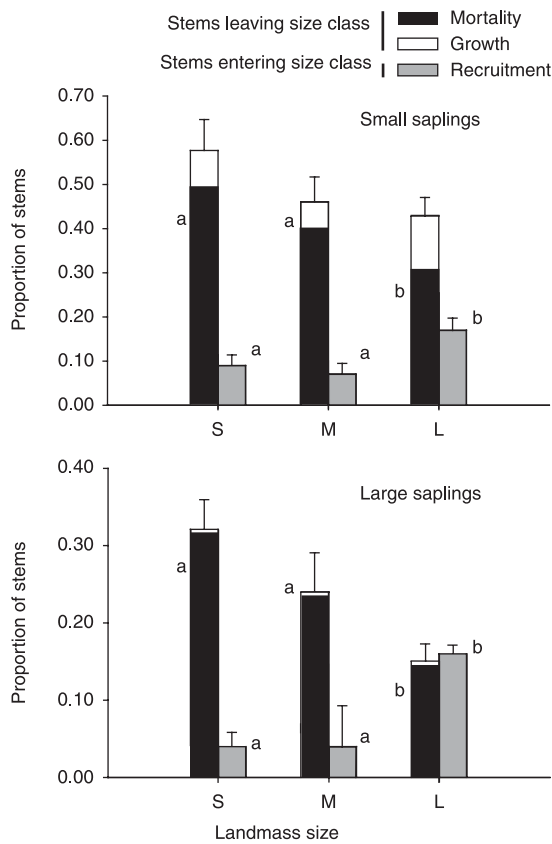 Stems leaving size class
Mortality
Growth
Stems entering size class
Recruitment
Small saplings
Proportion of stems
0.70
0.60
0.50
0.40
0.30
0.20
0.10
0.00
a
a
a
a
b
b
S
M
L
Large saplings
Proportion of stems
0.40
0.30
0.20
0.10
0.00
a
a
a
a
b
b
S
M
L
Landmass size